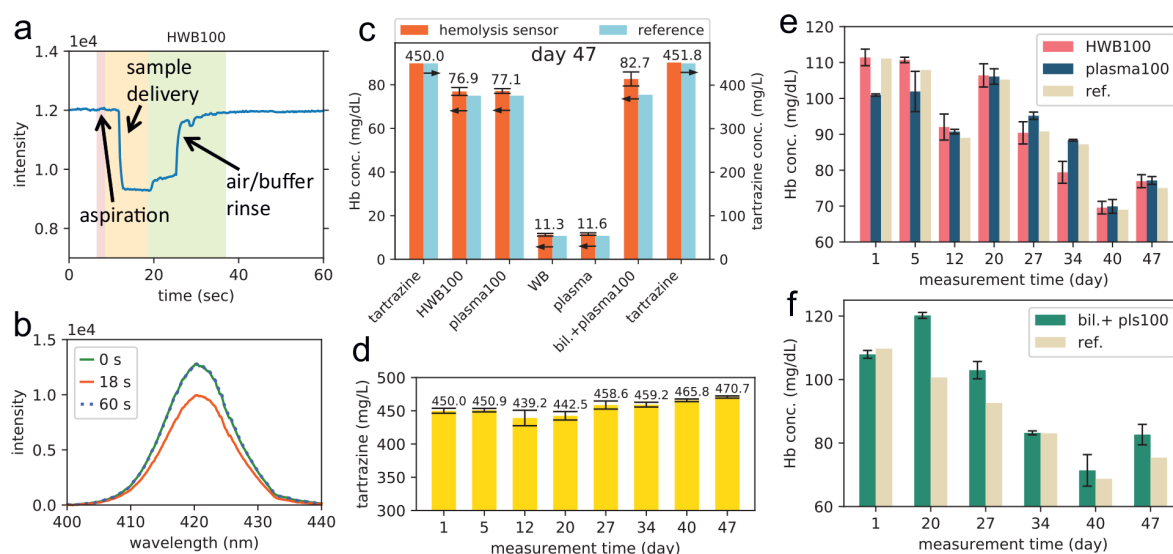 a
HWB100
1e4
1.4
1.2
1.0
0.8
intensity
sample
delivery
aspiration
air/buffer
rinse
0 20 40 60
time (sec)
b
1e4
1.5
1.0
0.5
0.0
intensity
0 s
18 s
60 s
400 410 420 430 440
wavelength (nm)
c
hemolysis sensor reference
day 47
450.0 76.9 77.1 11.3 11.6 82.7 451.8
80
60
40
20
0
Hb conc. (mg/dL)
400
300
200
100
0
tartrazine conc. (mg/L)
tartrazine HWB100 plasma100 WB plasma bil.+plasma100 tartrazine
d
500
450
400
350
300
tartrazine (mg/L)
450.0 450.9 439.2 442.5 458.6 459.2 465.8 470.7
1 5 12 20 27 34 40 47
measurement time (day)
e
120
110
100
90
80
70
60
Hb conc. (mg/dL)
HWB100
plasma100
ref.
1 5 12 20 27 34 40 47
measurement time (day)
f
120
100
80
60
Hb conc. (mg/dL)
bil.+ pls100
ref.
1 20 27 34 40 47
measurement time (day)